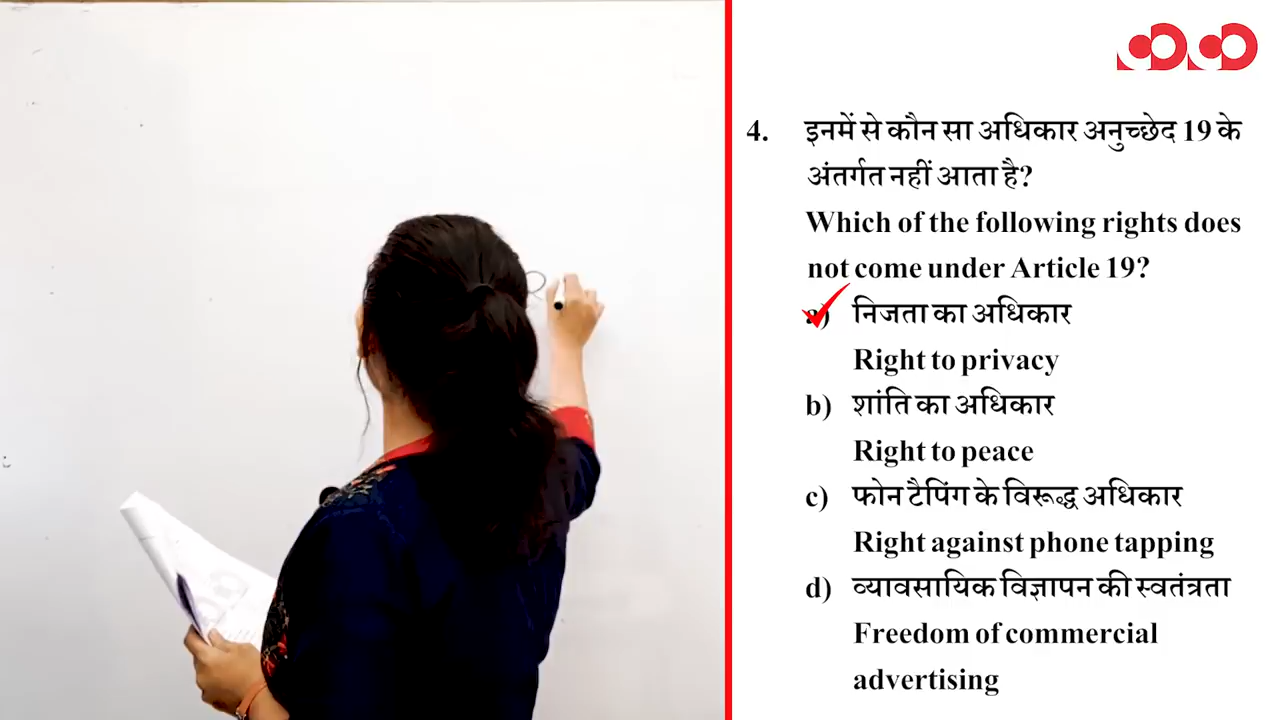 4. इनमें से कौन सा अधिकार अनुच्छेद 19 के
अंतर्गत नहीं आता है?
Which of the following rights does
not come under Article 19?
a) निजता का अधिकार
Right to privacy
b) शांति का अधिकार
Right to peace
c) फोन टैपिंग के विरूद्ध अधिकार
Right against phone tapping
d) व्यावसायिक विज्ञापन की स्वतंत्रता
Freedom of commercial
advertising